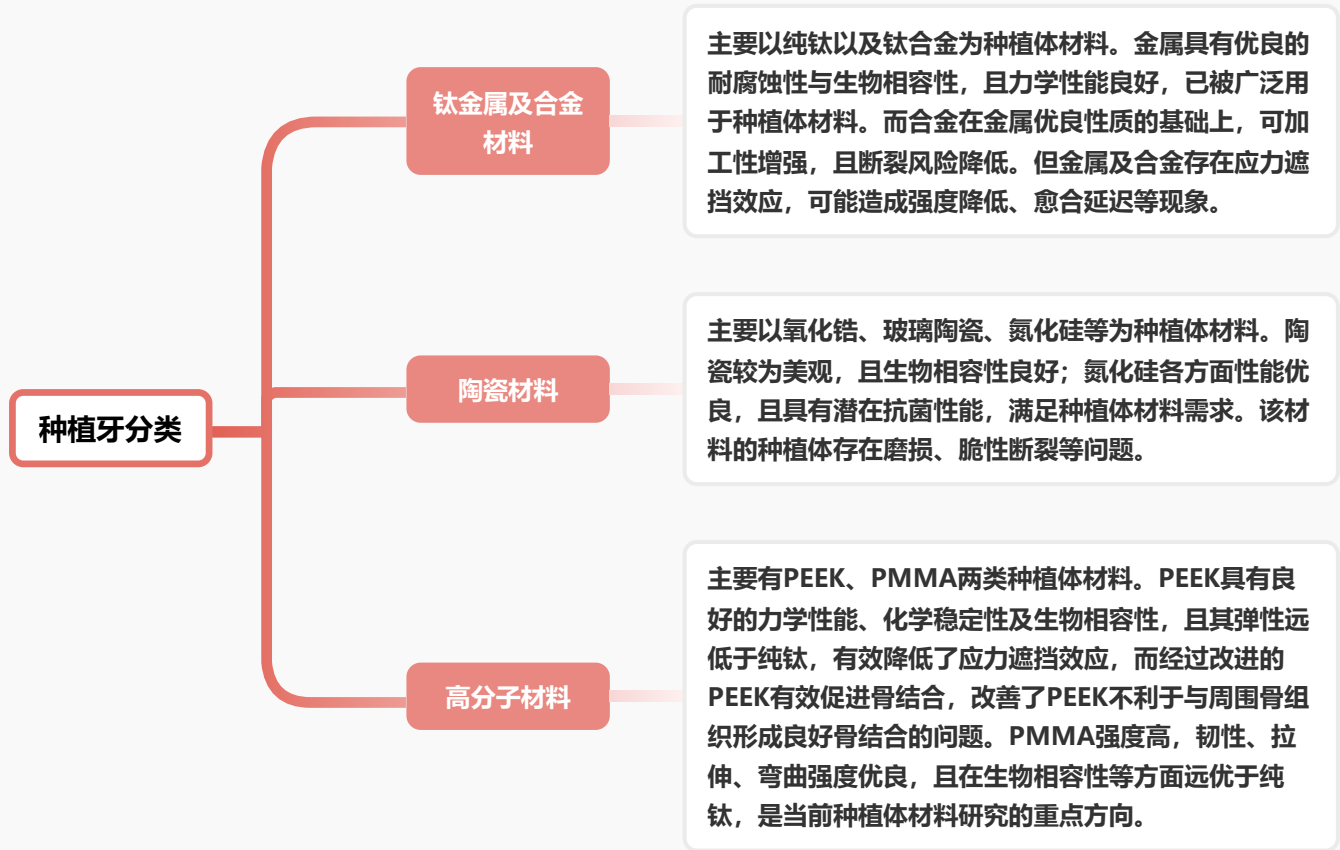 种植牙分类
钛金属及合金
材料
主要以纯钛以及钛合金为种植体材料。金属具有优良的
耐腐蚀性与生物相容性，且力学性能良好，已被广泛用
于种植体材料。而合金在金属优良性质的基础上，可加
工性增强，且断裂风险降低。但金属及合金存在应力遮
挡效应，可能造成强度降低、愈合延迟等现象。
陶瓷材料
主要以氧化锆、玻璃陶瓷、氮化硅等为种植体材料。陶
瓷较为美观，且生物相容性良好；氮化硅各方面性能优
良，且具有潜在抗菌性能，满足种植体材料需求。该材
料的种植体存在磨损、脆性断裂等问题。
高分子材料
主要有PEEK、PMMA两类种植体材料。PEEK具有良
好的力学性能、化学稳定性及生物相容性，且其弹性远
低于纯钛，有效降低了应力遮挡效应，而经过改进的
PEEK有效促进骨结合，改善了PEEK不利于与周围骨组
织形成良好骨结合的问题。PMMA强度高，韧性、拉
伸、弯曲强度优良，且在生物相容性等方面远优于纯
钛，是当前种植体材料研究的重点方向。